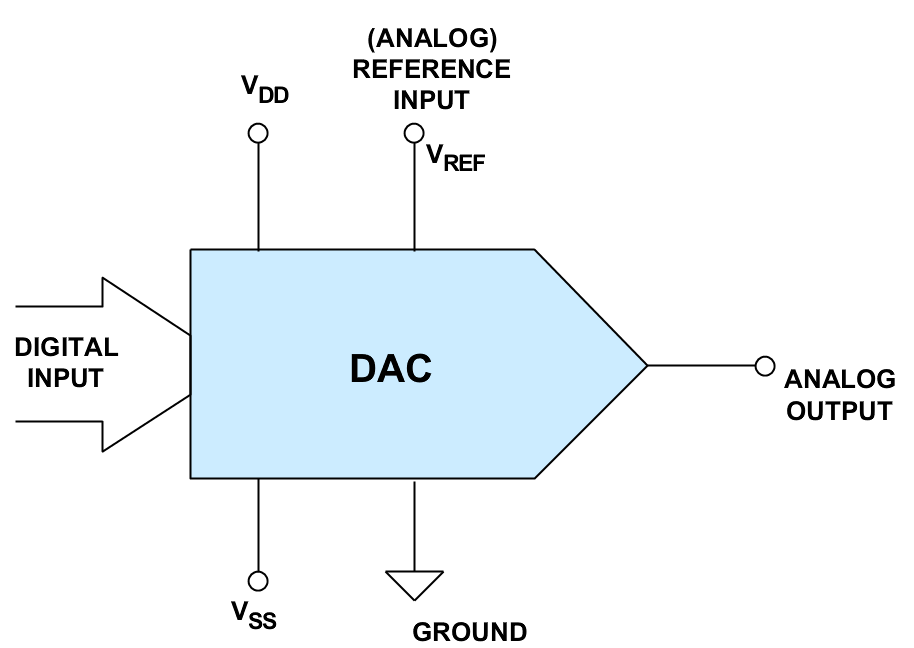 (ANALOG)
REFERENCE
INPUT
VDD
VREF
DIGITAL
INPUT
DAC
ANALOG
OUTPUT
VSS
GROUND